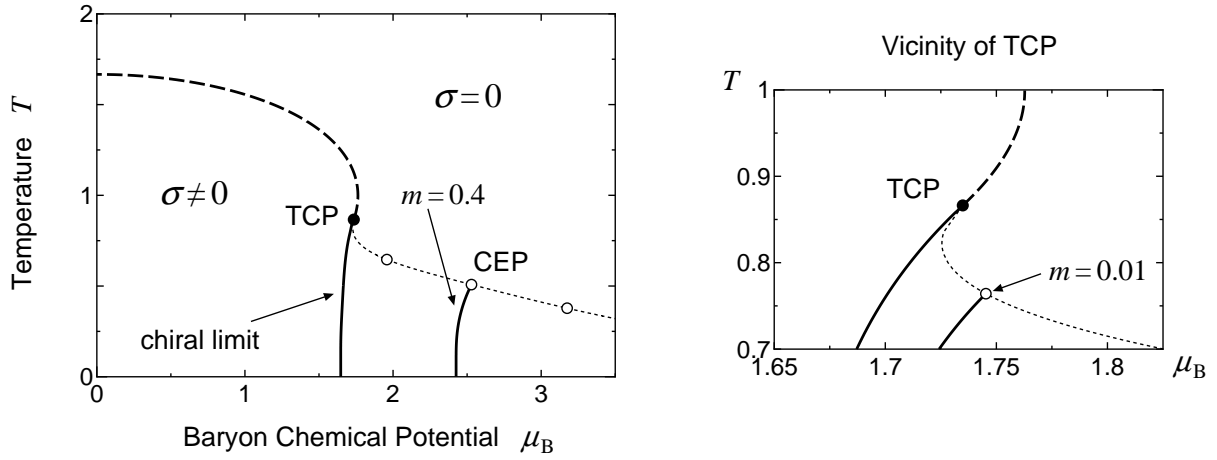 2
1
0
Temperature T
σ = 0
σ ≠ 0
TCP
m = 0.4
CEP
chiral limit
0 1 2 3
Baryon Chemical Potential μB
Vicinity of TCP
T
1
0.9
0.8
0.7
TCP
m = 0.01
1.65 1.7 1.75 1.8
μB